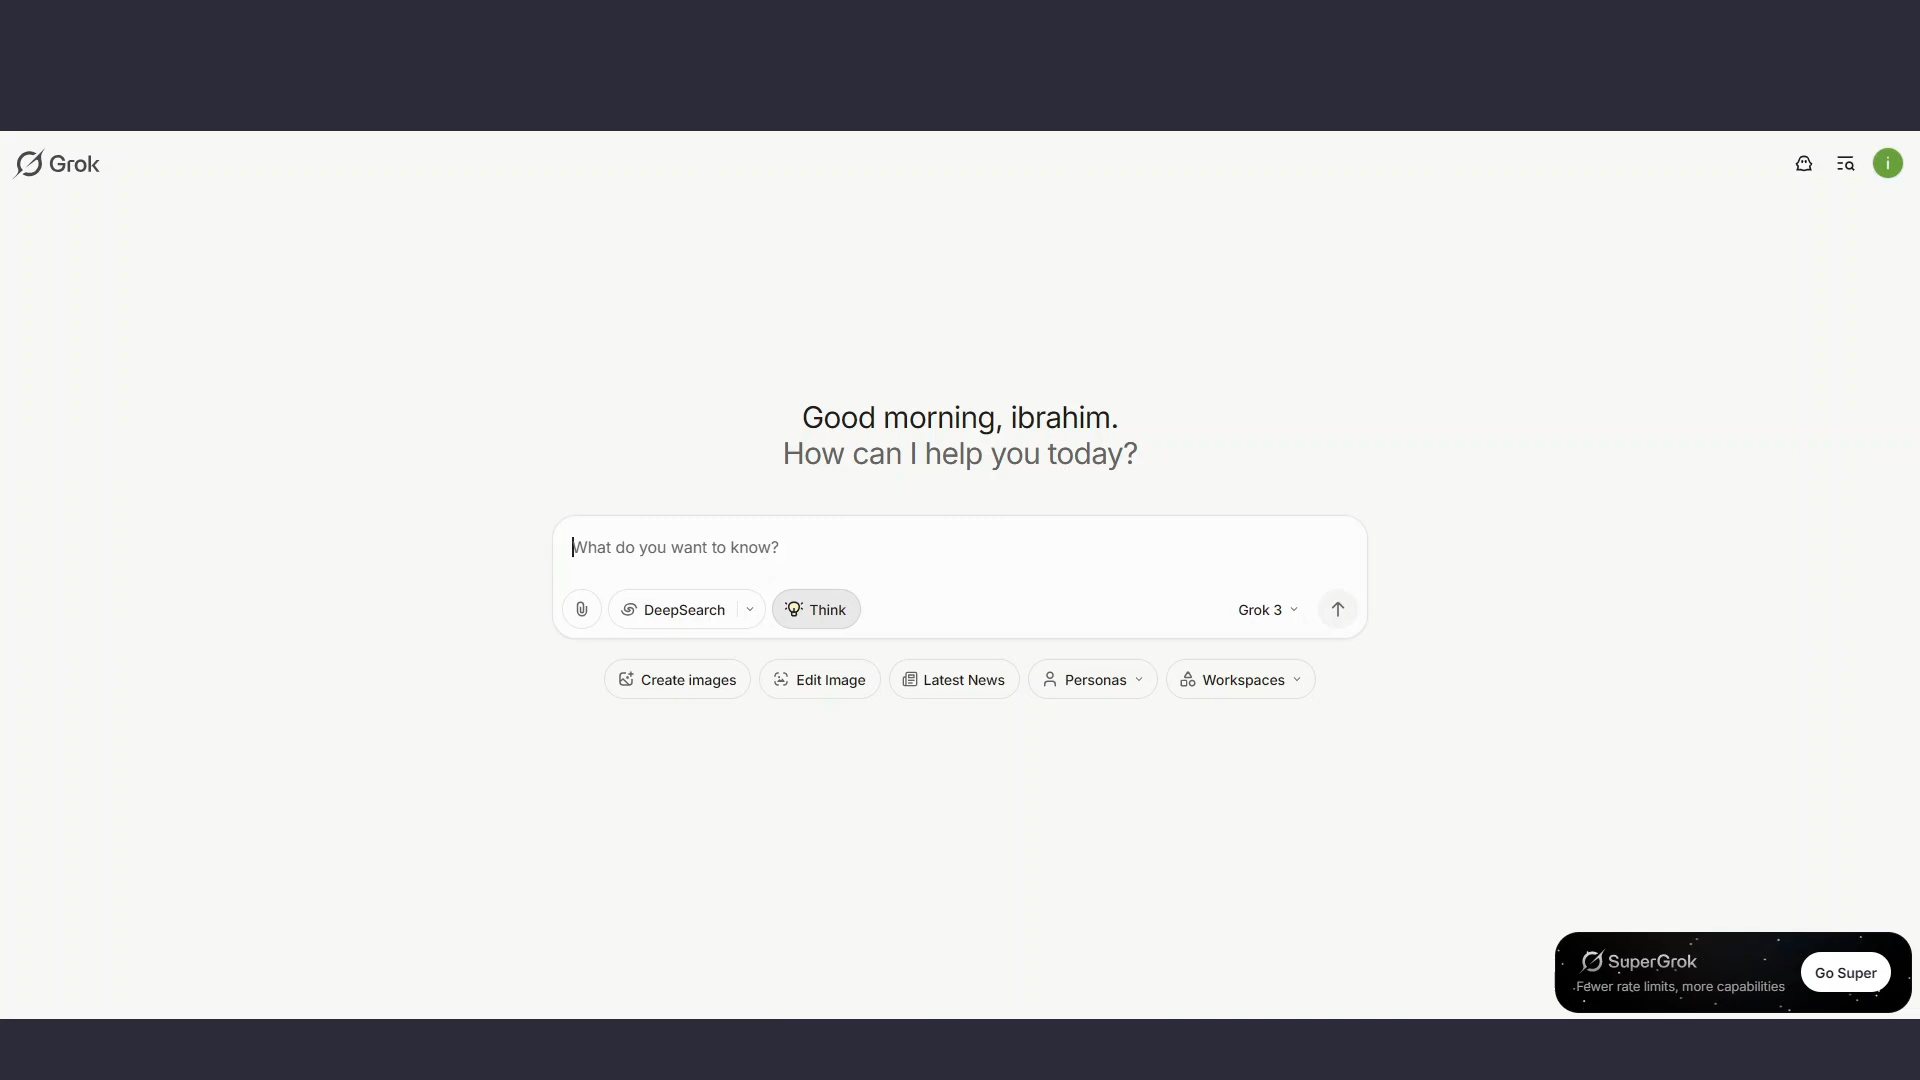 Grok
i
Good morning, ibrahim.
How can I help you today?
What do you want to know?
DeepSearch
Think
Grok 3
Create images
Edit Image
Latest News
Personas
Workspaces
SuperGrok
Fewer rate limits, more capabilities
Go Super